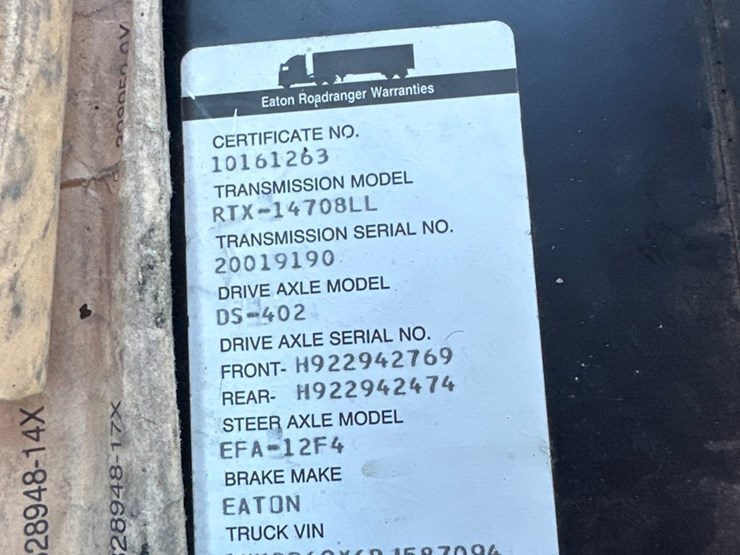 Eaton Roadranger Warranties
CERTIFICATE NO.
10161263
TRANSMISSION MODEL
RTX-14708LL
TRANSMISSION SERIAL NO.
20019190
DRIVE AXLE MODEL
DS-402
DRIVE AXLE SERIAL NO.
FRONT- H922942769
REAR- H922942474
STEER AXLE MODEL
EFA-12F4
BRAKE MAKE
EATON
TRUCK VIN
28948-14X
28948-17X